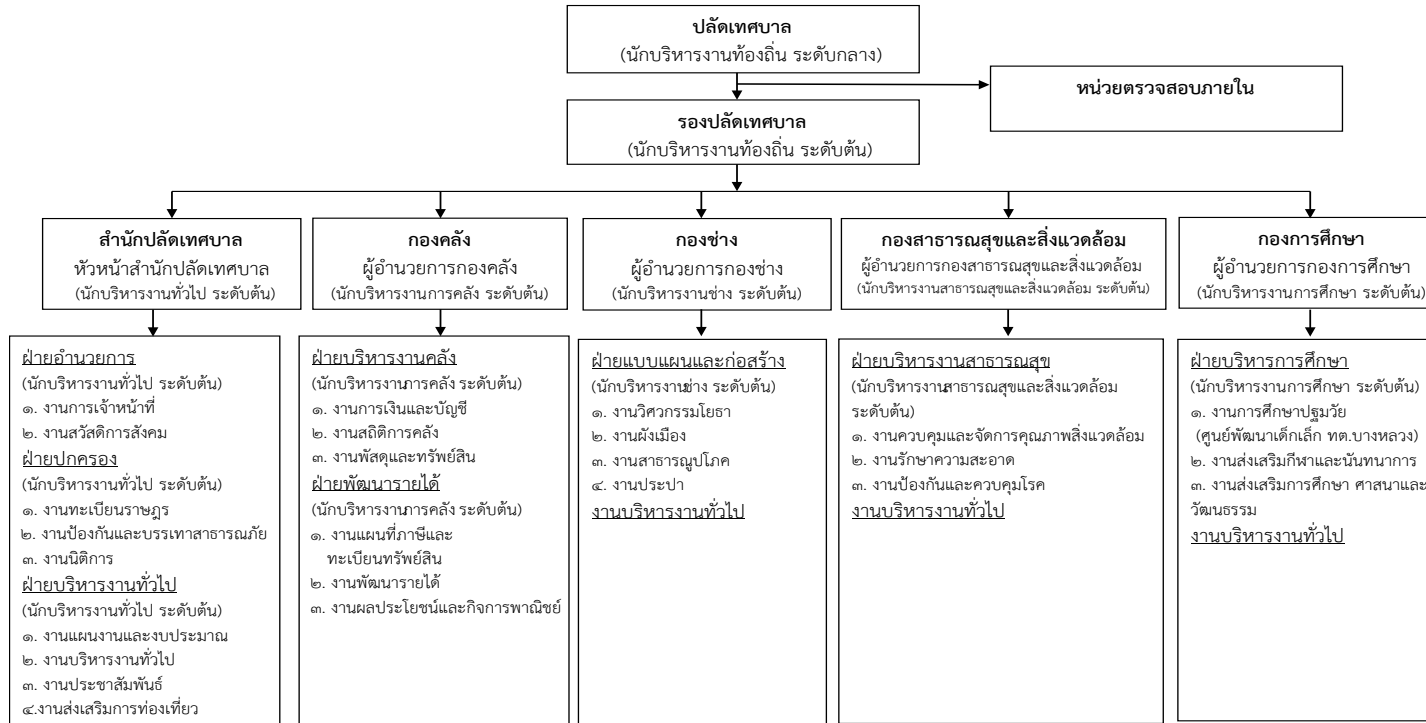 ปลัดเทศบาล
(นักบริหารงานท้องถิ่น ระดับกลาง)
หน่วยตรวจสอบภายใน
รองปลัดเทศบาล
(นักบริหารงานท้องถิ่น ระดับต้น)
สำนักปลัดเทศบาล
หัวหน้าสำนักปลัดเทศบาล
(นักบริหารงานทั่วไป ระดับต้น)
กองคลัง
ผู้อำนวยการกองคลัง
(นักบริหารงานการคลัง ระดับต้น)
กองช่าง
ผู้อำนวยการกองช่าง
(นักบริหารงานช่าง ระดับต้น)
กองสาธารณสุขและสิ่งแวดล้อม
ผู้อำนวยการกองสาธารณสุขและสิ่งแวดล้อม
(นักบริหารงานสาธารณสุขและสิ่งแวดล้อม ระดับต้น)
กองการศึกษา
ผู้อำนวยการกองการศึกษา
(นักบริหารงานการศึกษา ระดับต้น)
ฝ่ายอำนวยการ
(นักบริหารงานทั่วไป ระดับต้น)
๑. งานการเจ้าหน้าที่
๒. งานสวัสดิการสังคม
ฝ่ายปกครอง
(นักบริหารงานทั่วไป ระดับต้น)
๑. งานทะเบียนราษฎร
๒. งานป้องกันและบรรเทาสาธารณภัย
๓. งานนิติการ
ฝ่ายบริหารงานทั่วไป
(นักบริหารงานทั่วไป ระดับต้น)
๑. งานแผนงานและงบประมาณ
๒. งานบริหารงานทั่วไป
๓. งานประชาสัมพันธ์
๔.งานส่งเสริมการท่องเที่ยว
ฝ่ายบริหารงานคลัง
(นักบริหารงานการคลัง ระดับต้น)
๑. งานการเงินและบัญชี
๒. งานสถิติการคลัง
๓. งานพัสดุและทรัพย์สิน
ฝ่ายพัฒนารายได้
(นักบริหารงานการคลัง ระดับต้น)
๑. งานแผนที่ภาษีและ
ทะเบียนทรัพย์สิน
๒. งานพัฒนารายได้
๓. งานผลประโยชน์และกิจการพาณิชย์
ฝ่ายแบบแผนและก่อสร้าง
(นักบริหารงานช่าง ระดับต้น)
๑. งานวิศวกรรมโยธา
๒. งานผังเมือง
๓. งานสาธารณูปโภค
๔. งานประปา
งานบริหารงานทั่วไป
ฝ่ายบริหารงานสาธารณสุข
(นักบริหารงานสาธารณสุขและสิ่งแวดล้อม
ระดับต้น)
๑. งานควบคุมและจัดการคุณภาพสิ่งแวดล้อม
๒. งานรักษาความสะอาด
๓. งานป้องกันและควบคุมโรค
งานบริหารงานทั่วไป
ฝ่ายบริหารการศึกษา
(นักบริหารงานการศึกษา ระดับต้น)
๑. งานการศึกษาปฐมวัย
(ศูนย์พัฒนาเด็กเล็ก ทต.บางหลวง)
๒. งานส่งเสริมกีฬาและนันทนาการ
๓. งานส่งเสริมการศึกษา ศาสนาและ
วัฒนธรรม
งานบริหารงานทั่วไป